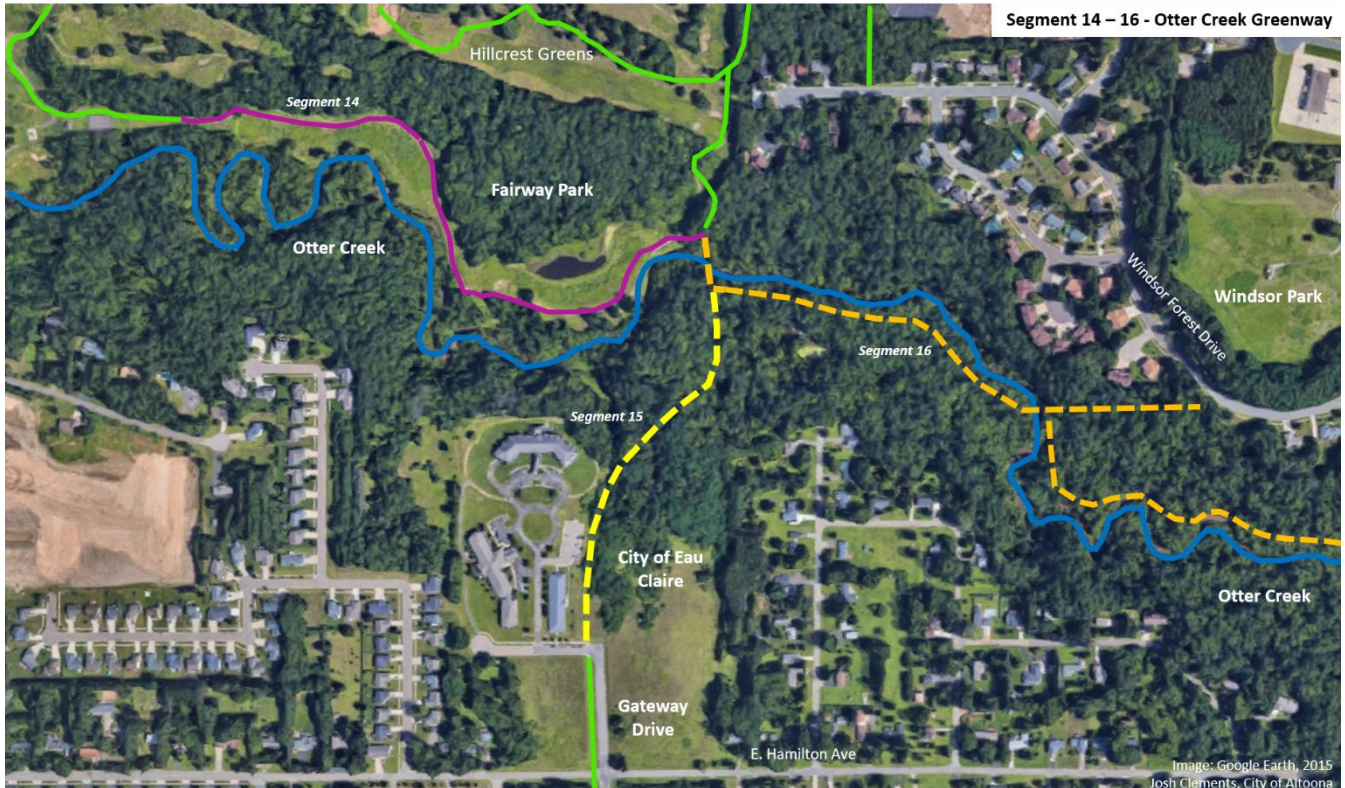 Segment 14 – 16 - Otter Creek Greenway
Hillcrest Greens
Segment 14
Fairway Park
Otter Creek
Windsor Forest Drive
Windsor Park
Segment 16
Segment 15
City of Eau
Claire
Otter Creek
Gateway
Drive
E. Hamilton Ave
Image: Google Earth, 2015
Josh Clements, City of Altoona